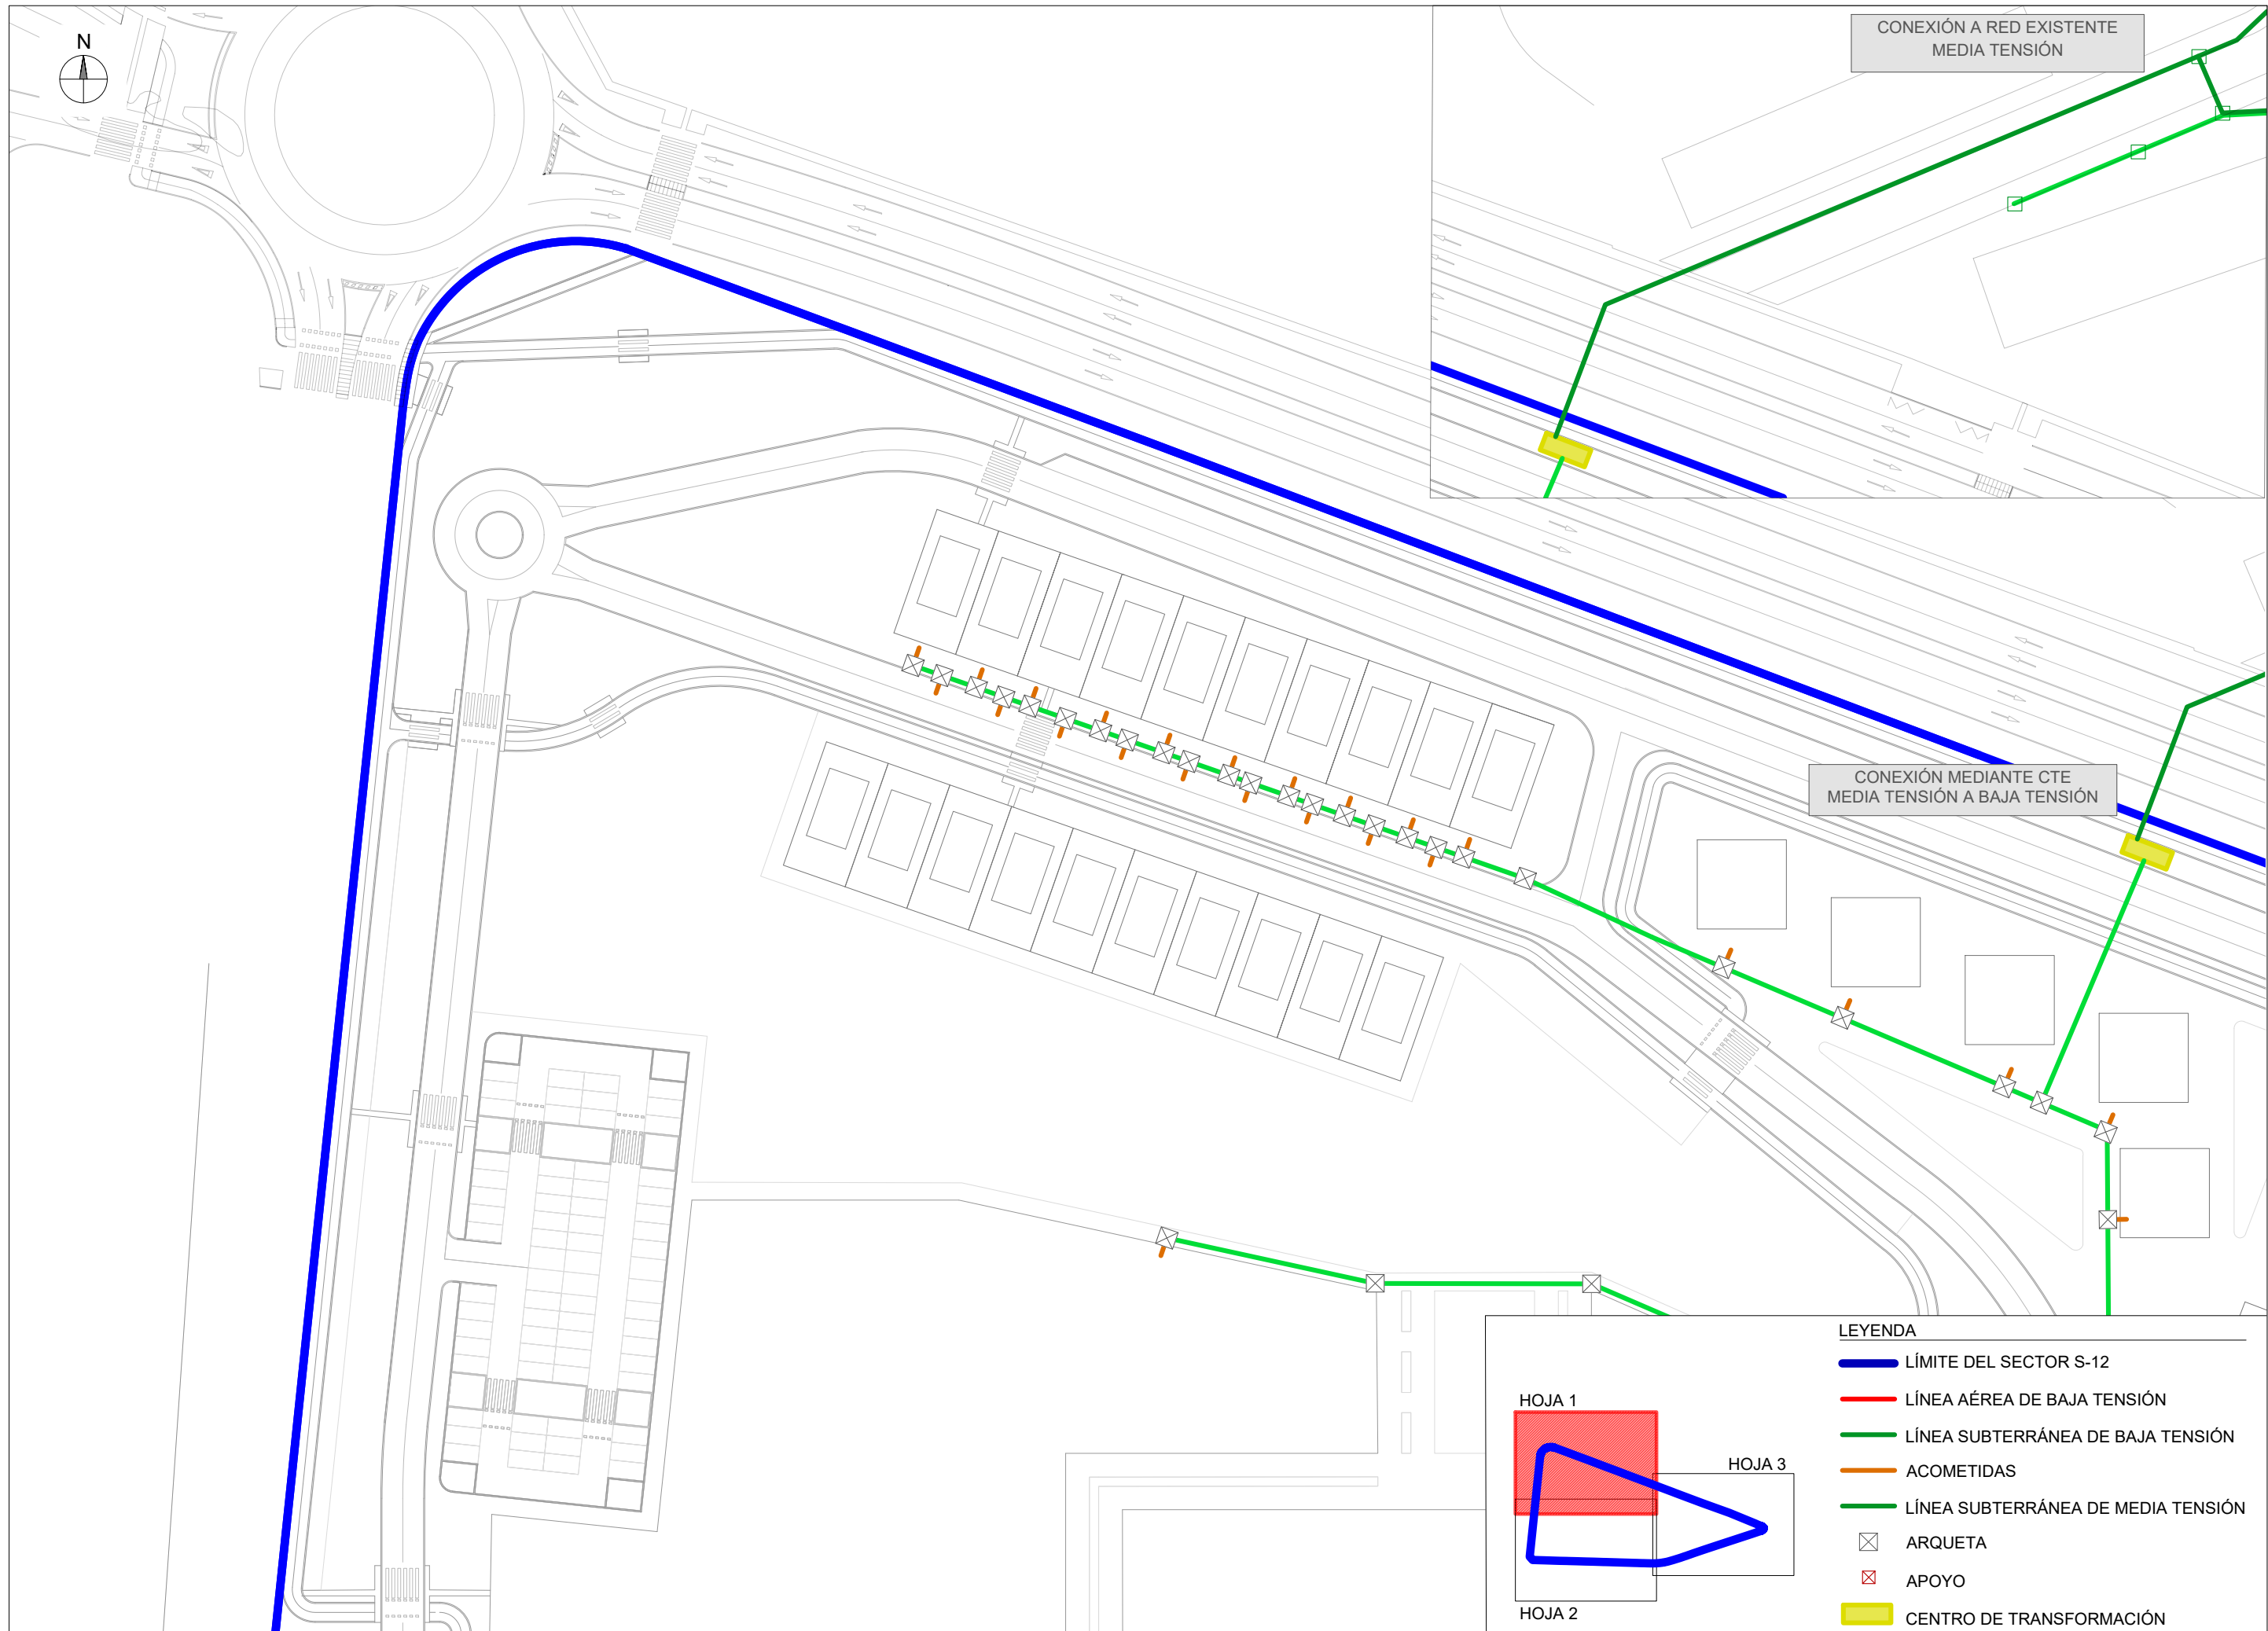 N
CONEXIÓN A RED EXISTENTE
MEDIA TENSIÓN
CONEXIÓN MEDIANTE CTE
MEDIA TENSIÓN A BAJA TENSIÓN
LEYENDA
LÍMITE DEL SECTOR S-12
LÍNEA AÉREA DE BAJA TENSIÓN
LÍNEA SUBTERRÁNEA DE BAJA TENSIÓN
ACOMETIDAS
LÍNEA SUBTERRÁNEA DE MEDIA TENSIÓN
ARQUETA
APOYO
CENTRO DE TRANSFORMACIÓN
HOJA 1
HOJA 3
HOJA 2